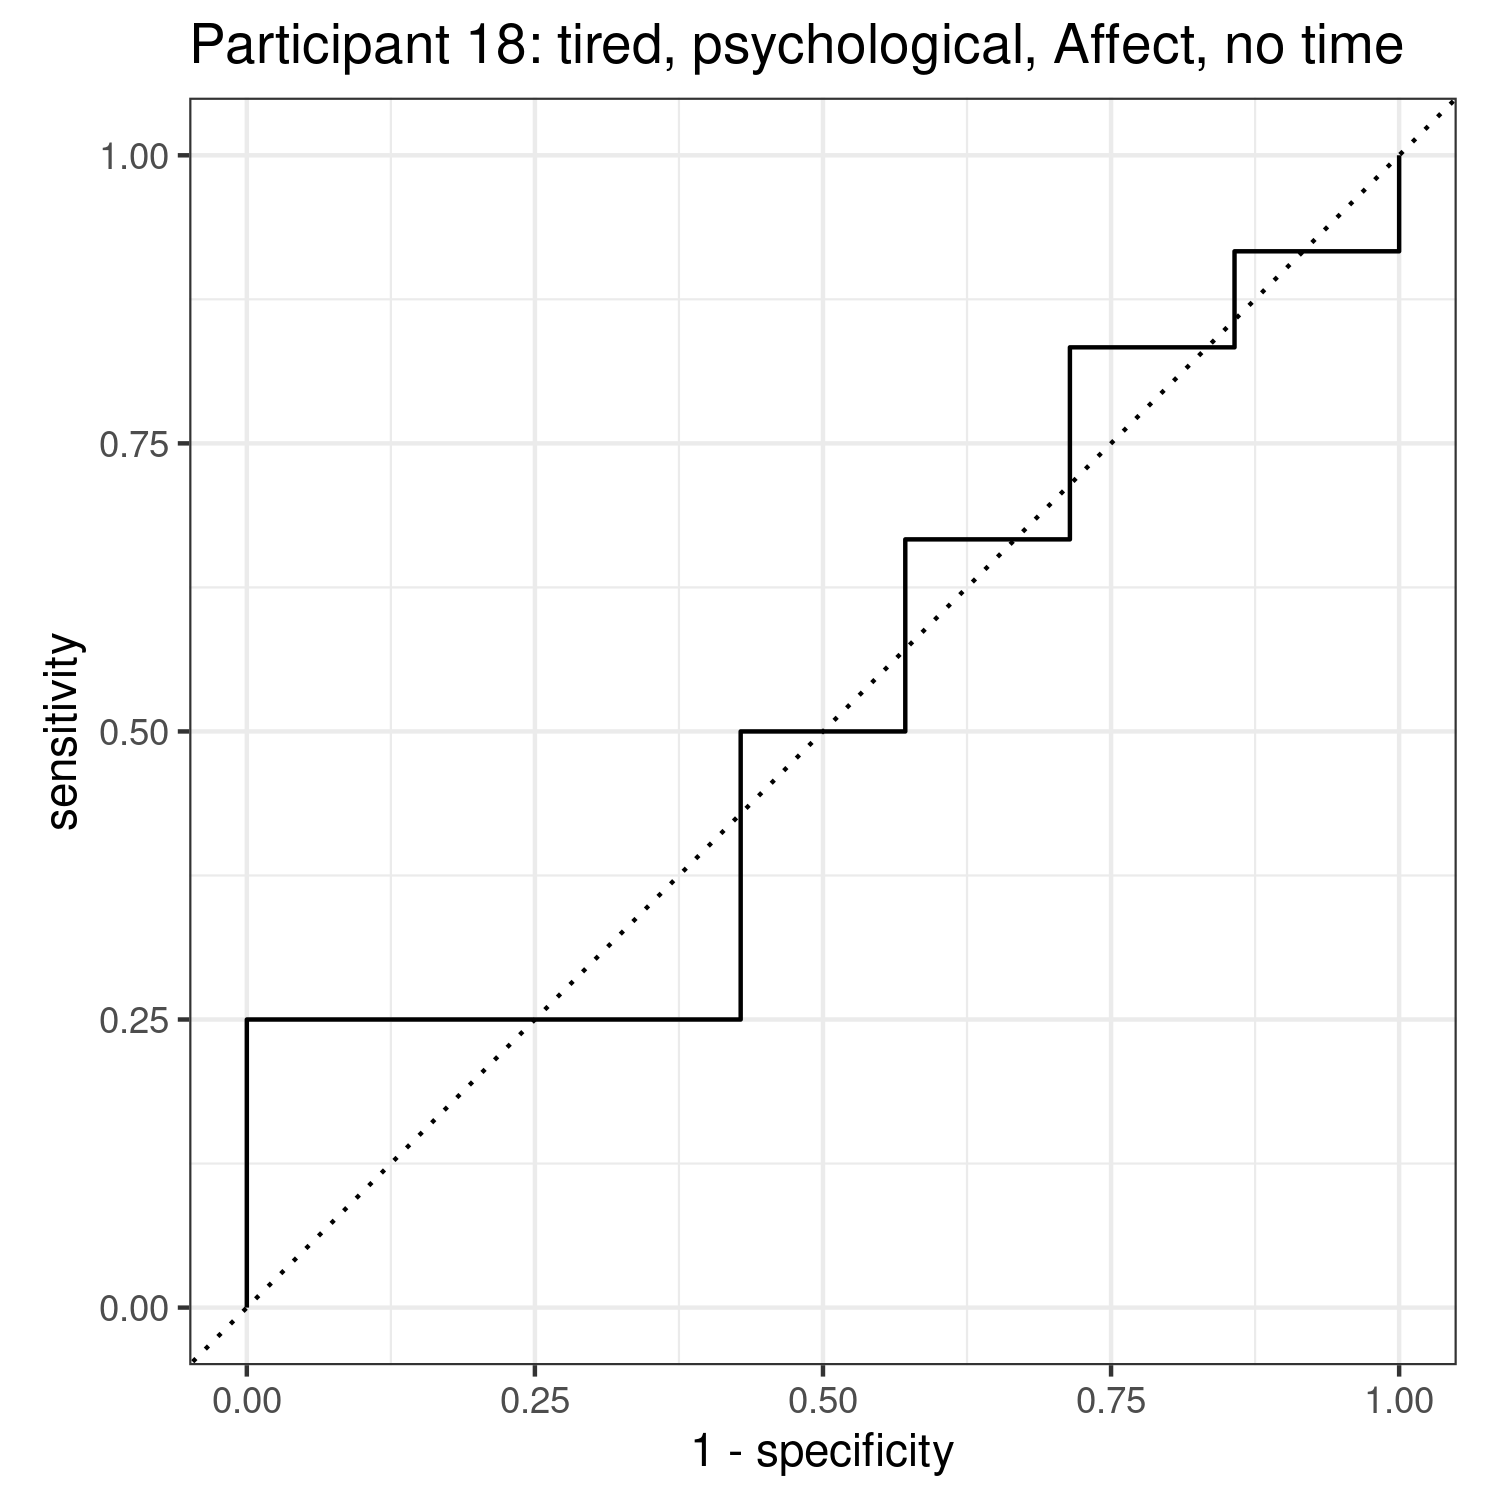 Participant 18: tired, psychological, Affect, no time
1.00
0.75
0.50
0.25
0.00
sensitivity
0.00 0.25 0.50 0.75 1.00
1 - specificity